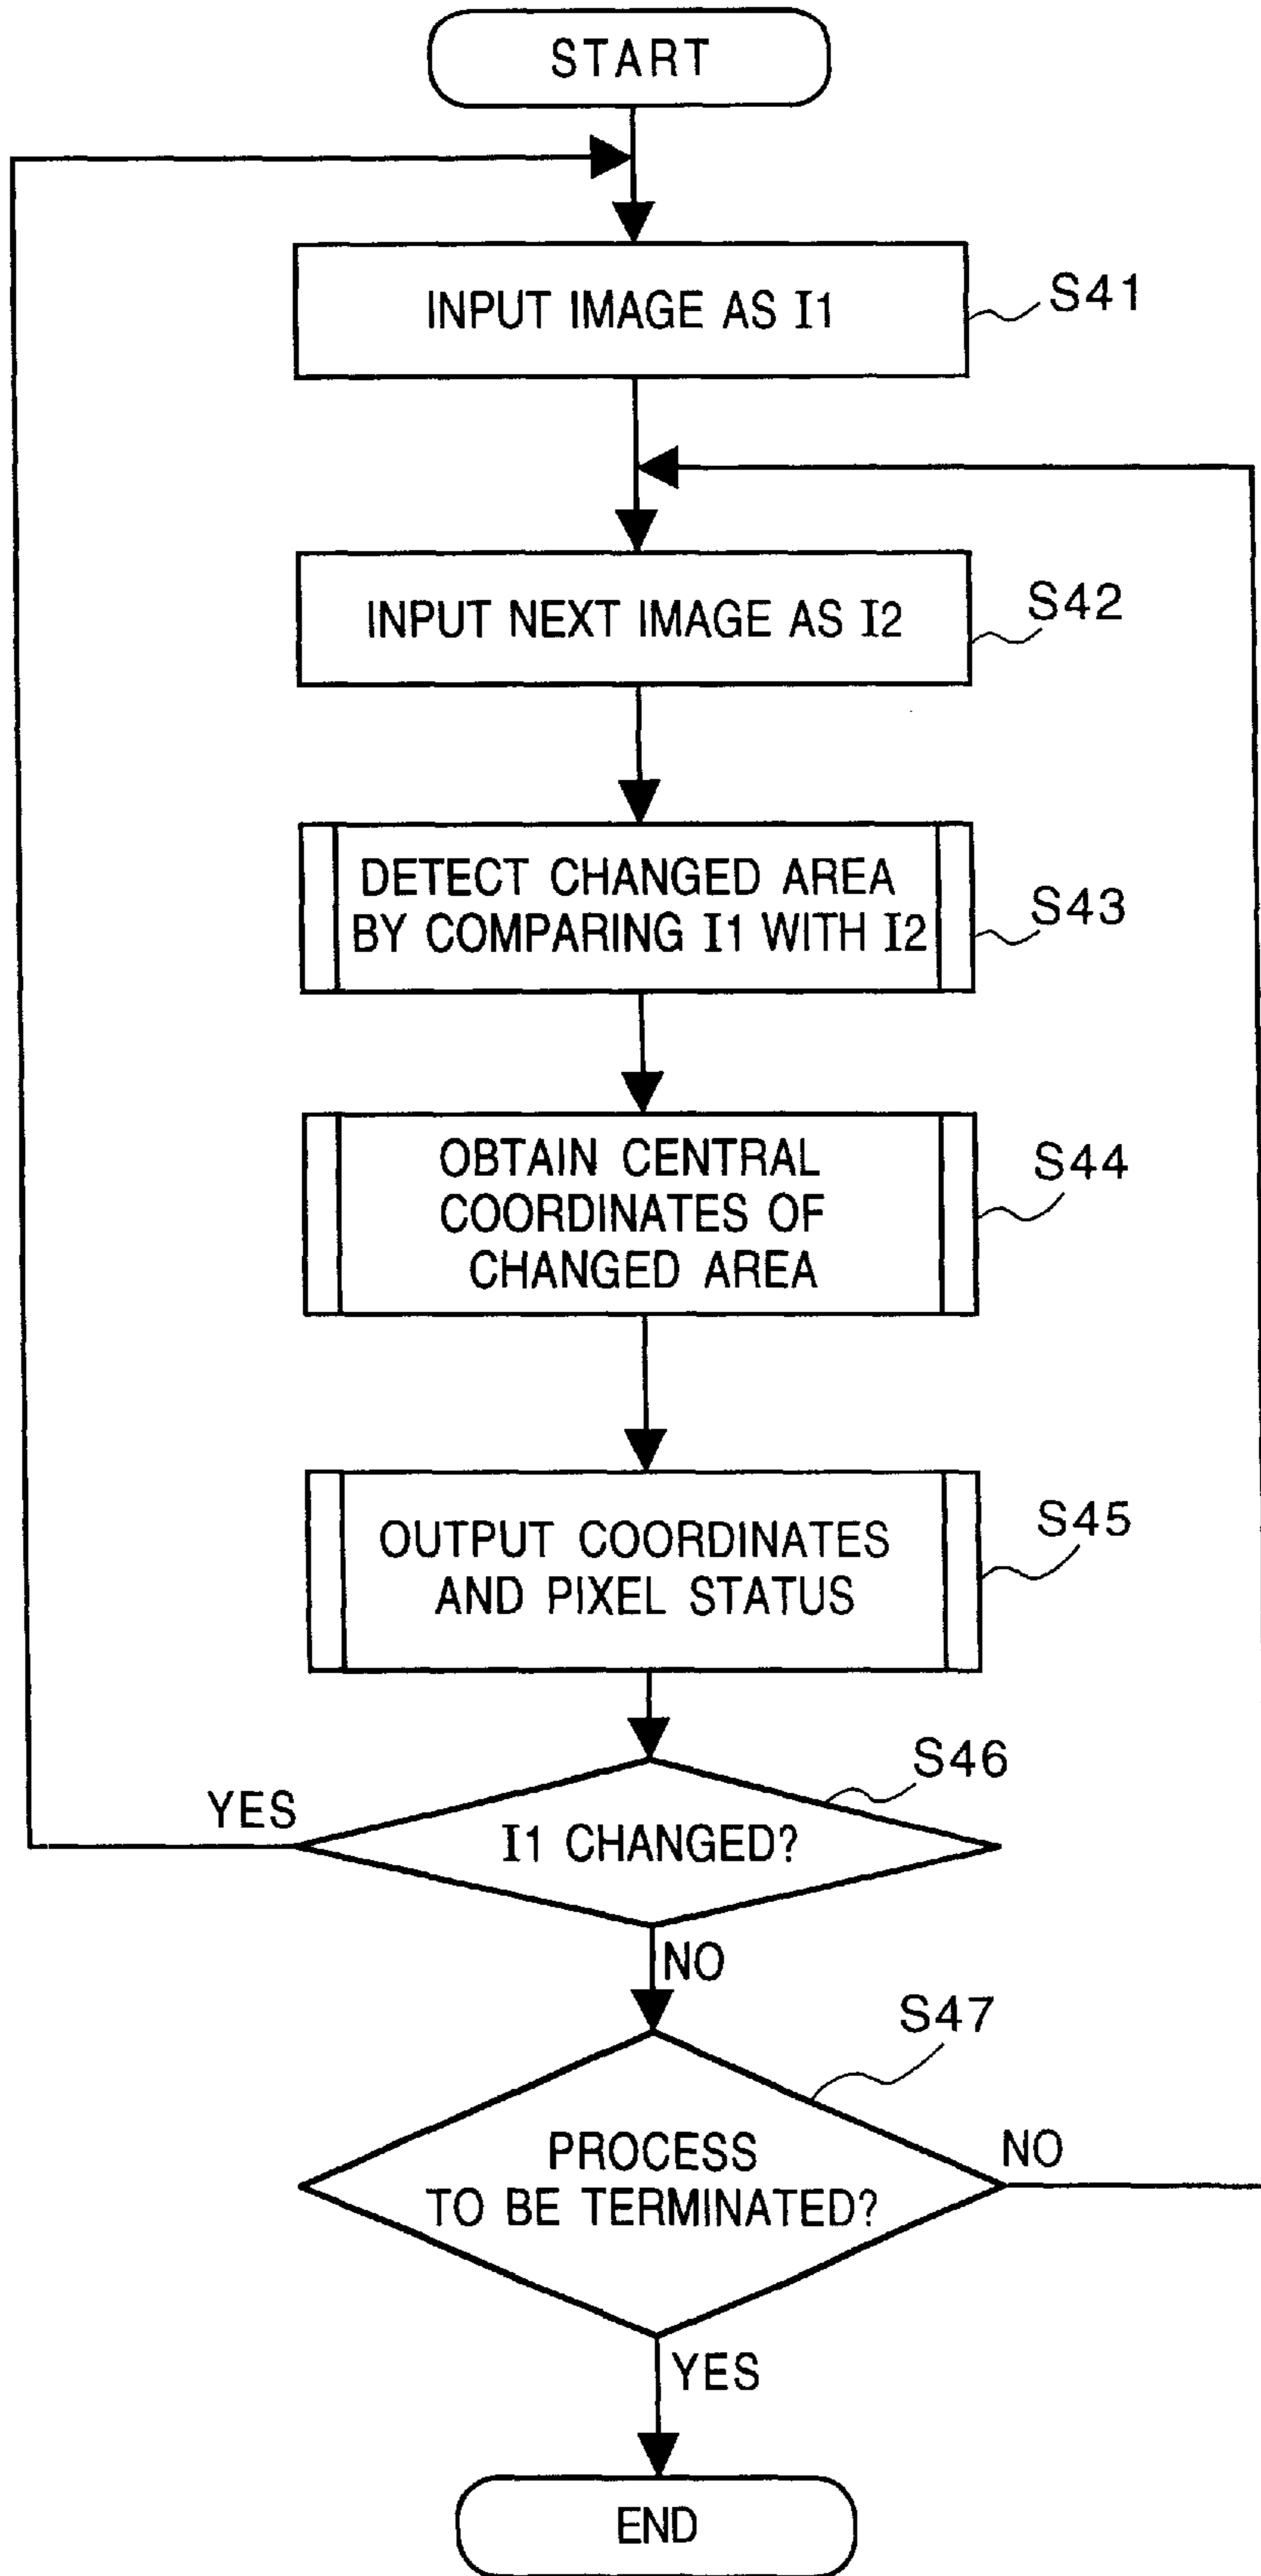 START
INPUT IMAGE AS I1
S41
INPUT NEXT IMAGE AS I2
S42
DETECT CHANGED AREA
BY COMPARING I1 WITH I2
S43
OBTAIN CENTRAL
COORDINATES OF
CHANGED AREA
S44
OUTPUT COORDINATES
AND PIXEL STATUS
S45
S46
YES
I1 CHANGED?
NO
S47
PROCESS
TO BE TERMINATED?
NO
YES
END